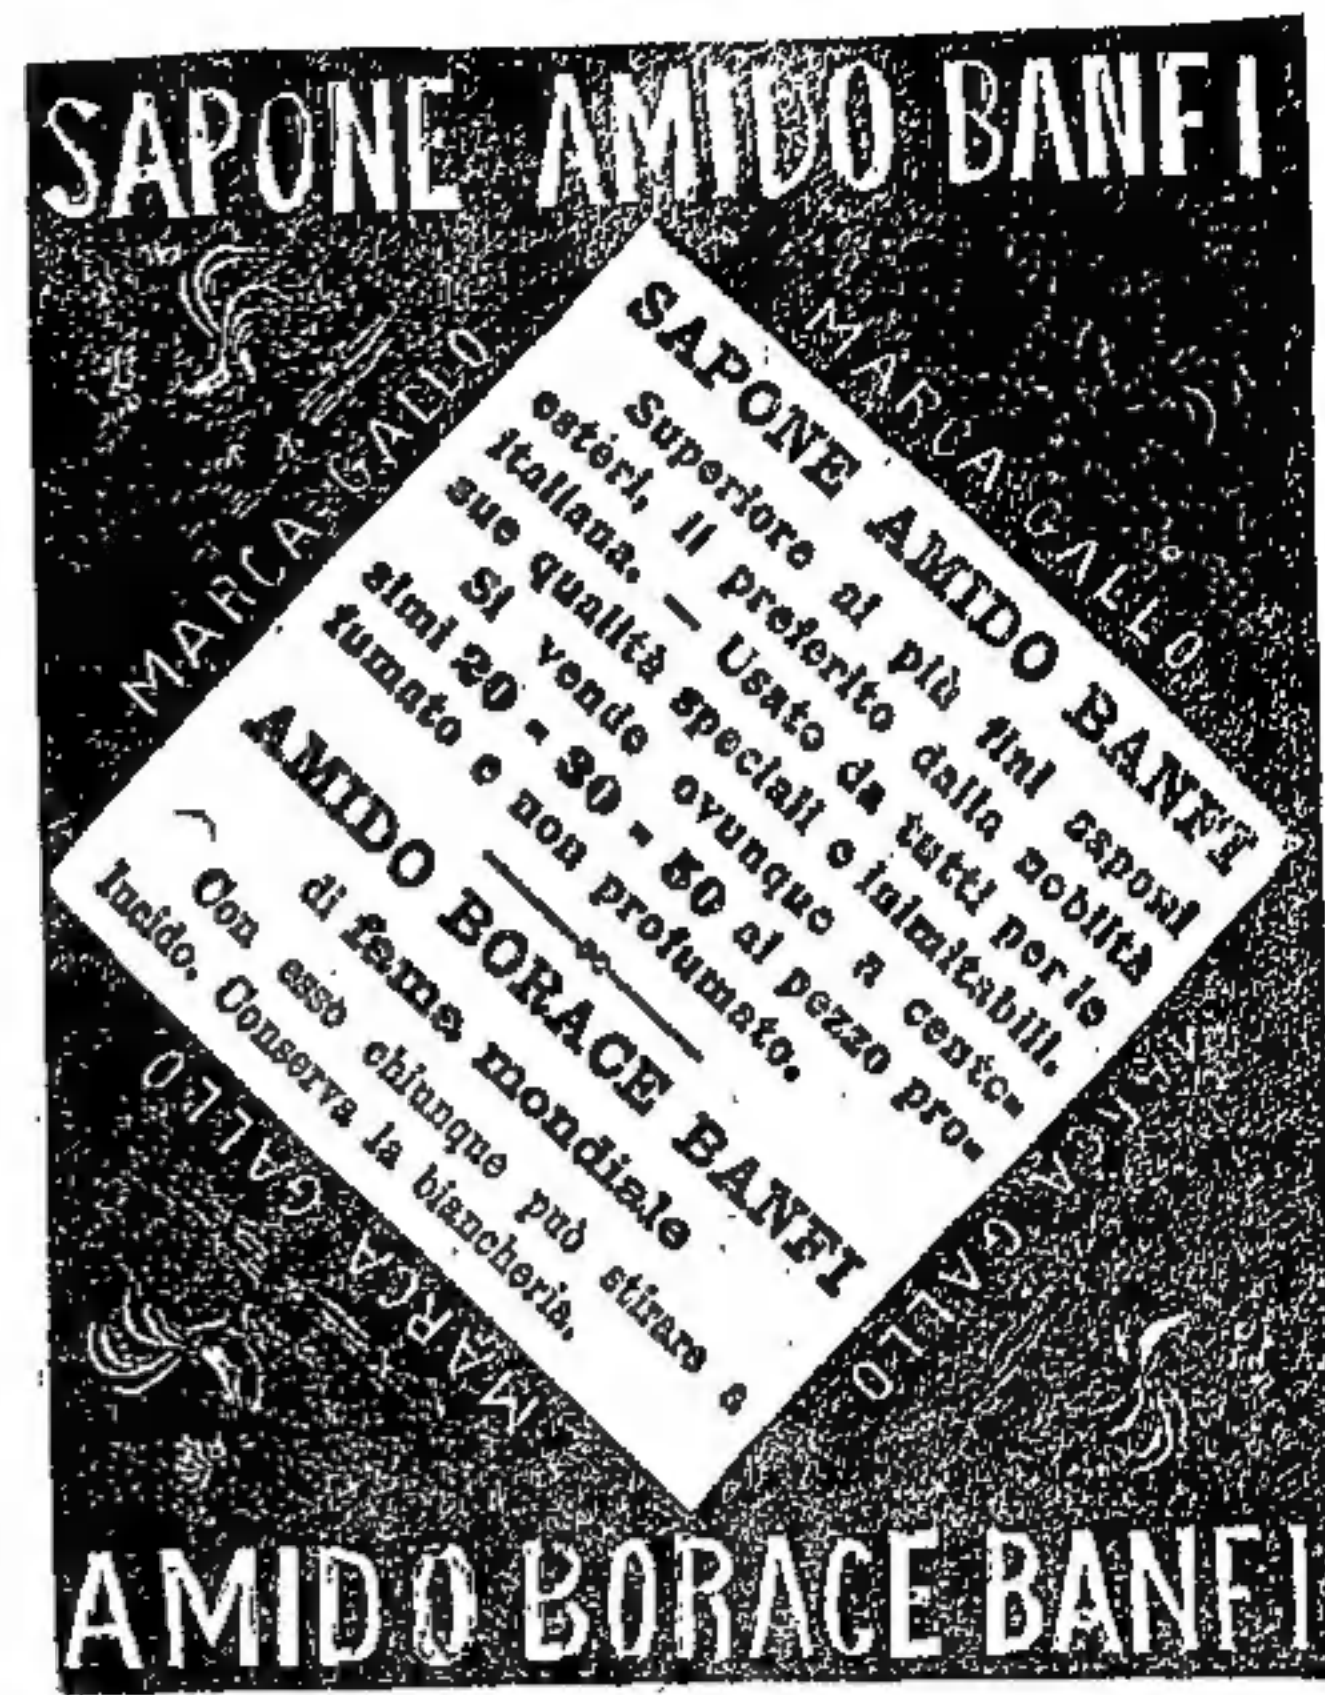 SAPONE AMIDO BANFI
MARCA GALLO
MARCA GALLO
SAPONE AMIDO BANFI
Superiore ai più fini saponi
esteri, il preferito dalla nobiltà
italiana. — Usato da tutti per le
sue qualità speciali e inimitabili.
Si vende ovunque a cente-
simi 20 - 30 - 50 al pezzo pro-
fumato e non profumato.
AMIDO BORACE BANFI
di fama mondiale
Con esso chiunque può stirare a
lucido. Conserva la biancheria.
MARCA GALLO
MARCA GALLO
AMIDO BORACE BANFI